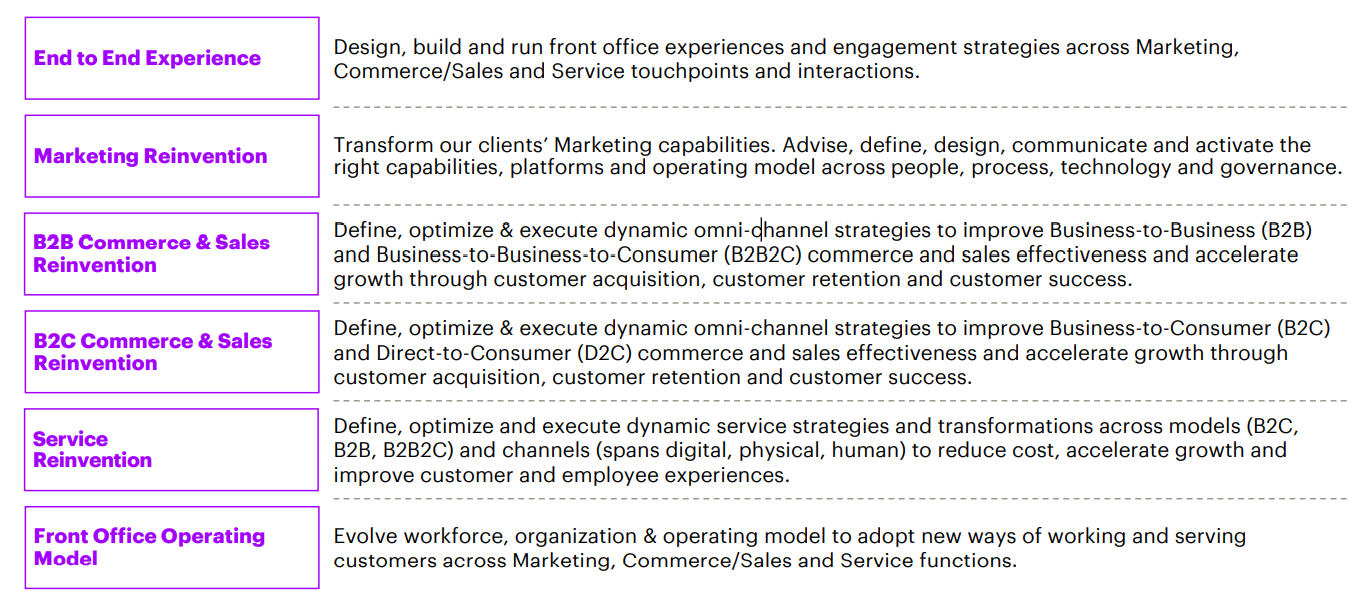 End to End Experience
Design, build and run front office experiences and engagement strategies across Marketing,
Commerce/Sales and Service touchpoints and interactions.
Marketing Reinvention
Transform our clients’ Marketing capabilities. Advise, define, design, communicate and activate the
right capabilities, platforms and operating model across people, process, technology and governance.
B2B Commerce & Sales
Reinvention
Define, optimize & execute dynamic omni-channel strategies to improve Business-to-Business (B2B)
and Business-to-Business-to-Consumer (B2B2C) commerce and sales effectiveness and accelerate
growth through customer acquisition, customer retention and customer success.
B2C Commerce & Sales
Reinvention
Define, optimize & execute dynamic omni-channel strategies to improve Business-to-Consumer (B2C)
and Direct-to-Consumer (D2C) commerce and sales effectiveness and accelerate growth through
customer acquisition, customer retention and customer success.
Service
Reinvention
Define, optimize and execute dynamic service strategies and transformations across models (B2C,
B2B, B2B2C) and channels (spans digital, physical, human) to reduce cost, accelerate growth and
improve customer and employee experiences.
Front Office Operating
Model
Evolve workforce, organization & operating model to adopt new ways of working and serving
customers across Marketing, Commerce/Sales and Service functions.